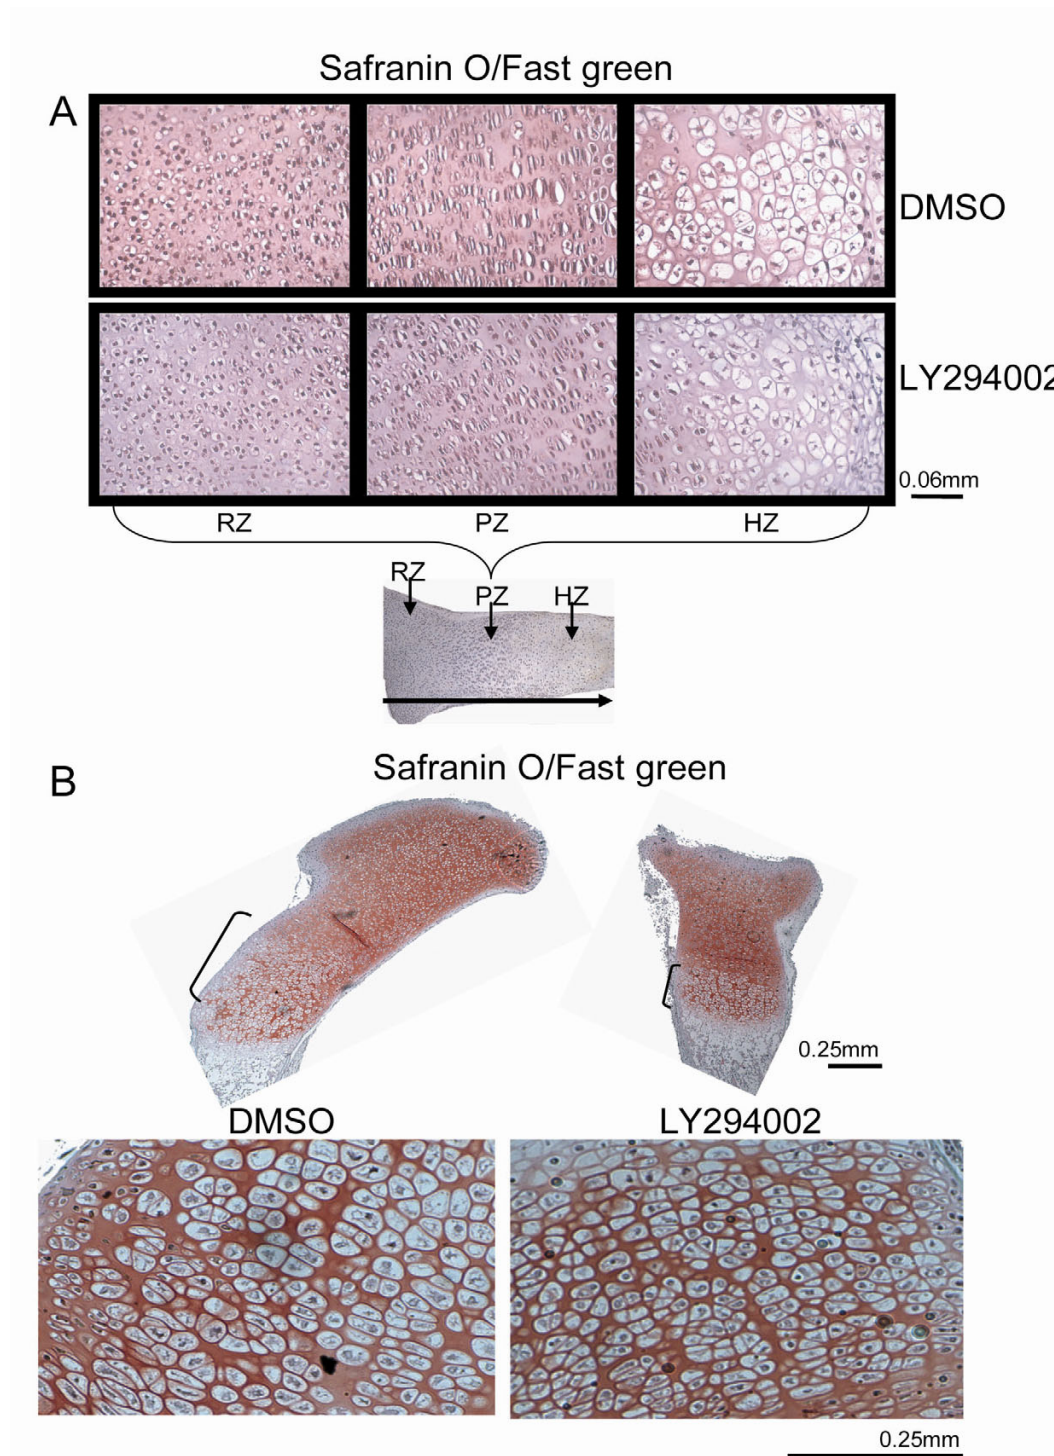 Safranin O/Fast green
A
DMSO
LY294002
0.06mm
RZ PZ HZ
RZ PZ HZ
Safranin O/Fast green
B
0.25mm
DMSO LY294002
0.25mm